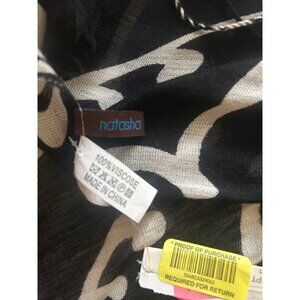 natasha
100% VISCOSE
MADE IN CHINA
PROOF OF PURCHASE
REQUIRED FOR RETURN